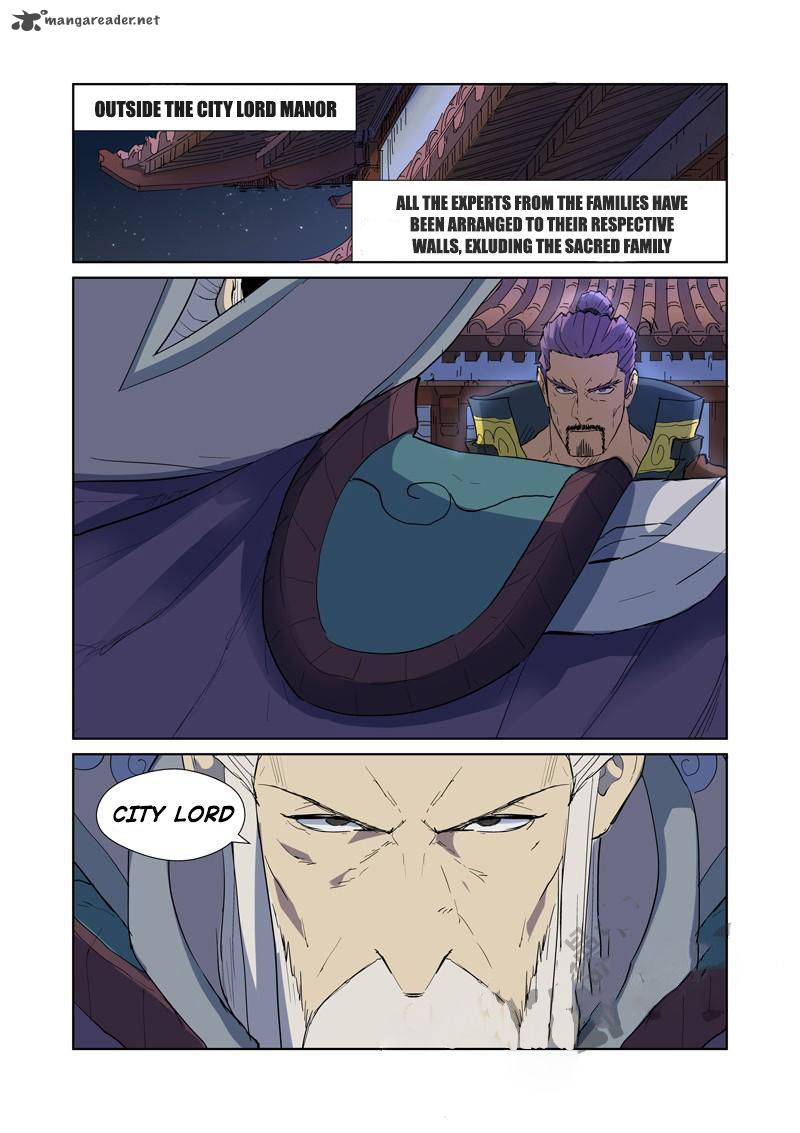 mangareader.net
OUTSIDE THE CITY LORD MANOR
ALL THE EXPERTS FROM THE FAMILIES HAVE
BEEN ARRANGED TO THEIR RESPECTIVE
WALLS, EXLUDING THE SACRED FAMILY
CITY LORD